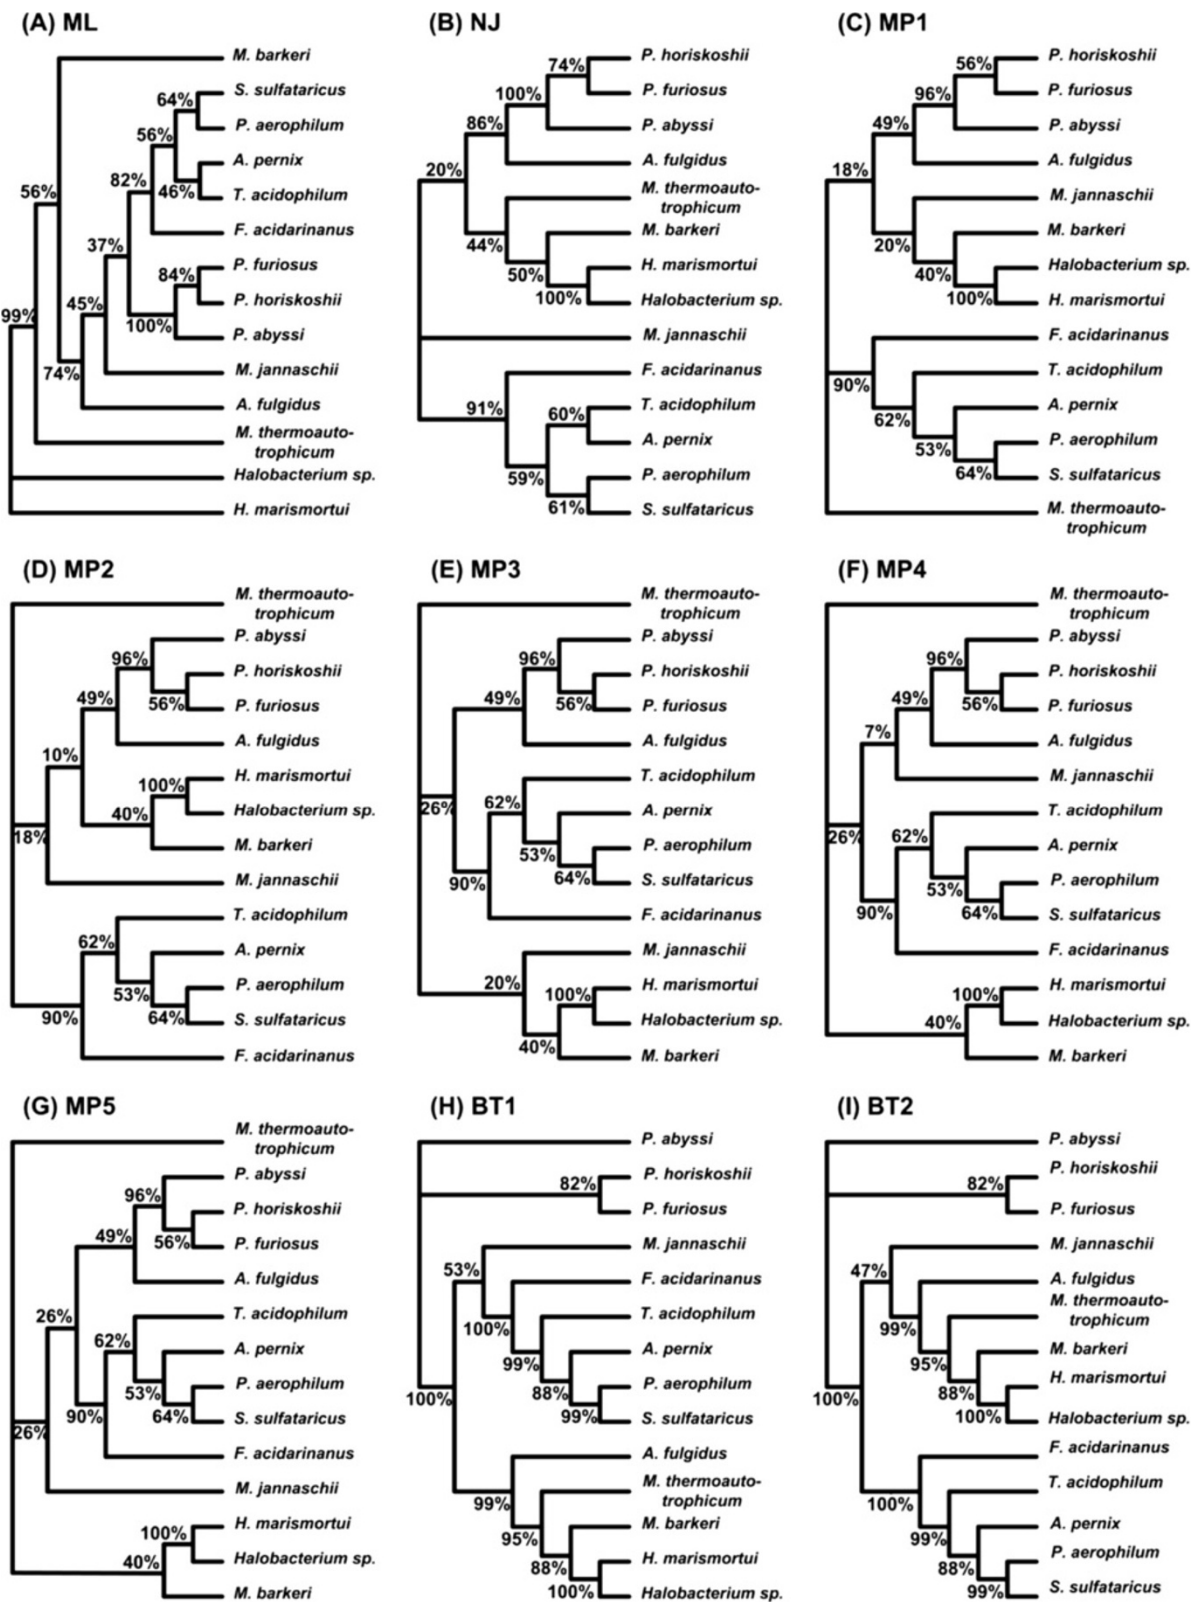 (A) ML
M. barkeri
S. sulfataricus
64%
P. aerophilum
56%
A. pernix
82%
46%
T. acidophilum
56%
F. acidarinanus
37%
P. furiosus
84%
P. horiskoshii
45%
99%
100%
P. abyssi
74%
M. jannaschii
A. fulgidus
M. thermoauto-
trophicum
Halobacterium sp.
H. marismortui
(B) NJ
P. horiskoshii
74%
P. furiosus
100%
P. abyssi
86%
A. fulgidus
20%
M. thermoauto-
trophicum
44%
M. barkeri
50%
H. marismortui
100%
Halobacterium sp.
M. jannaschii
F. acidarinanus
91%
60%
T. acidophilum
A. pernix
59%
P. aerophilum
61%
S. sulfataricus
(C) MP1
P. horiskoshii
56%
P. furiosus
96%
P. abyssi
49%
A. fulgidus
18%
M. jannaschii
20%
M. barkeri
40%
Halobacterium sp.
100%
H. marismortui
F. acidarinanus
90%
T. acidophilum
62%
A. pernix
53%
P. aerophilum
64%
S. sulfataricus
M. thermoauto-
trophicum
(D) MP2
M. thermoauto-
trophicum
P. abyssi
96%
P. horiskoshii
49%
56%
P. furiosus
10%
A. fulgidus
100%
H. marismortui
40%
Halobacterium sp.
18%
M. barkeri
M. jannaschii
T. acidophilum
62%
A. pernix
53%
P. aerophilum
90%
64%
S. sulfataricus
F. acidarinanus
(E) MP3
M. thermoauto-
trophicum
P. abyssi
96%
P. horiskoshii
49%
56%
P. furiosus
A. fulgidus
T. acidophilum
26%
62%
A. pernix
53%
P. aerophilum
90%
64%
S. sulfataricus
F. acidarinanus
M. jannaschii
20%
100%
H. marismortui
Halobacterium sp.
40%
M. barkeri
(F) MP4
M. thermoauto-
trophicum
P. abyssi
96%
P. horiskoshii
49%
56%
P. furiosus
7%
A. fulgidus
M. jannaschii
T. acidophilum
26%
62%
A. pernix
53%
P. aerophilum
90%
64%
S. sulfataricus
F. acidarinanus
100%
H. marismortui
40%
Halobacterium sp.
M. barkeri
(G) MP5
M. thermoauto-
trophicum
P. abyssi
96%
P. horiskoshii
49%
56%
P. furiosus
A. fulgidus
26%
T. acidophilum
62%
A. pernix
53%
P. aerophilum
90%
64%
S. sulfataricus
26%
F. acidarinanus
M. jannaschii
100%
H. marismortui
40%
Halobacterium sp.
M. barkeri
(H) BT1
P. abyssi
82%
P. horiskoshii
P. furiosus
M. jannaschii
53%
F. acidarinanus
100%
T. acidophilum
99%
A. pernix
88%
P. aerophilum
100%
99%
S. sulfataricus
A. fulgidus
99%
M. thermoauto-
trophicum
95%
M. barkeri
88%
H. marismortui
100%
Halobacterium sp.
(I) BT2
P. abyssi
82%
P. horiskoshii
P. furiosus
M. jannaschii
47%
A. fulgidus
99%
M. thermoauto-
trophicum
95%
M. barkeri
88%
H. marismortui
100%
100%
Halobacterium sp.
F. acidarinanus
100%
T. acidophilum
99%
A. pernix
88%
P. aerophilum
99%
S. sulfataricus